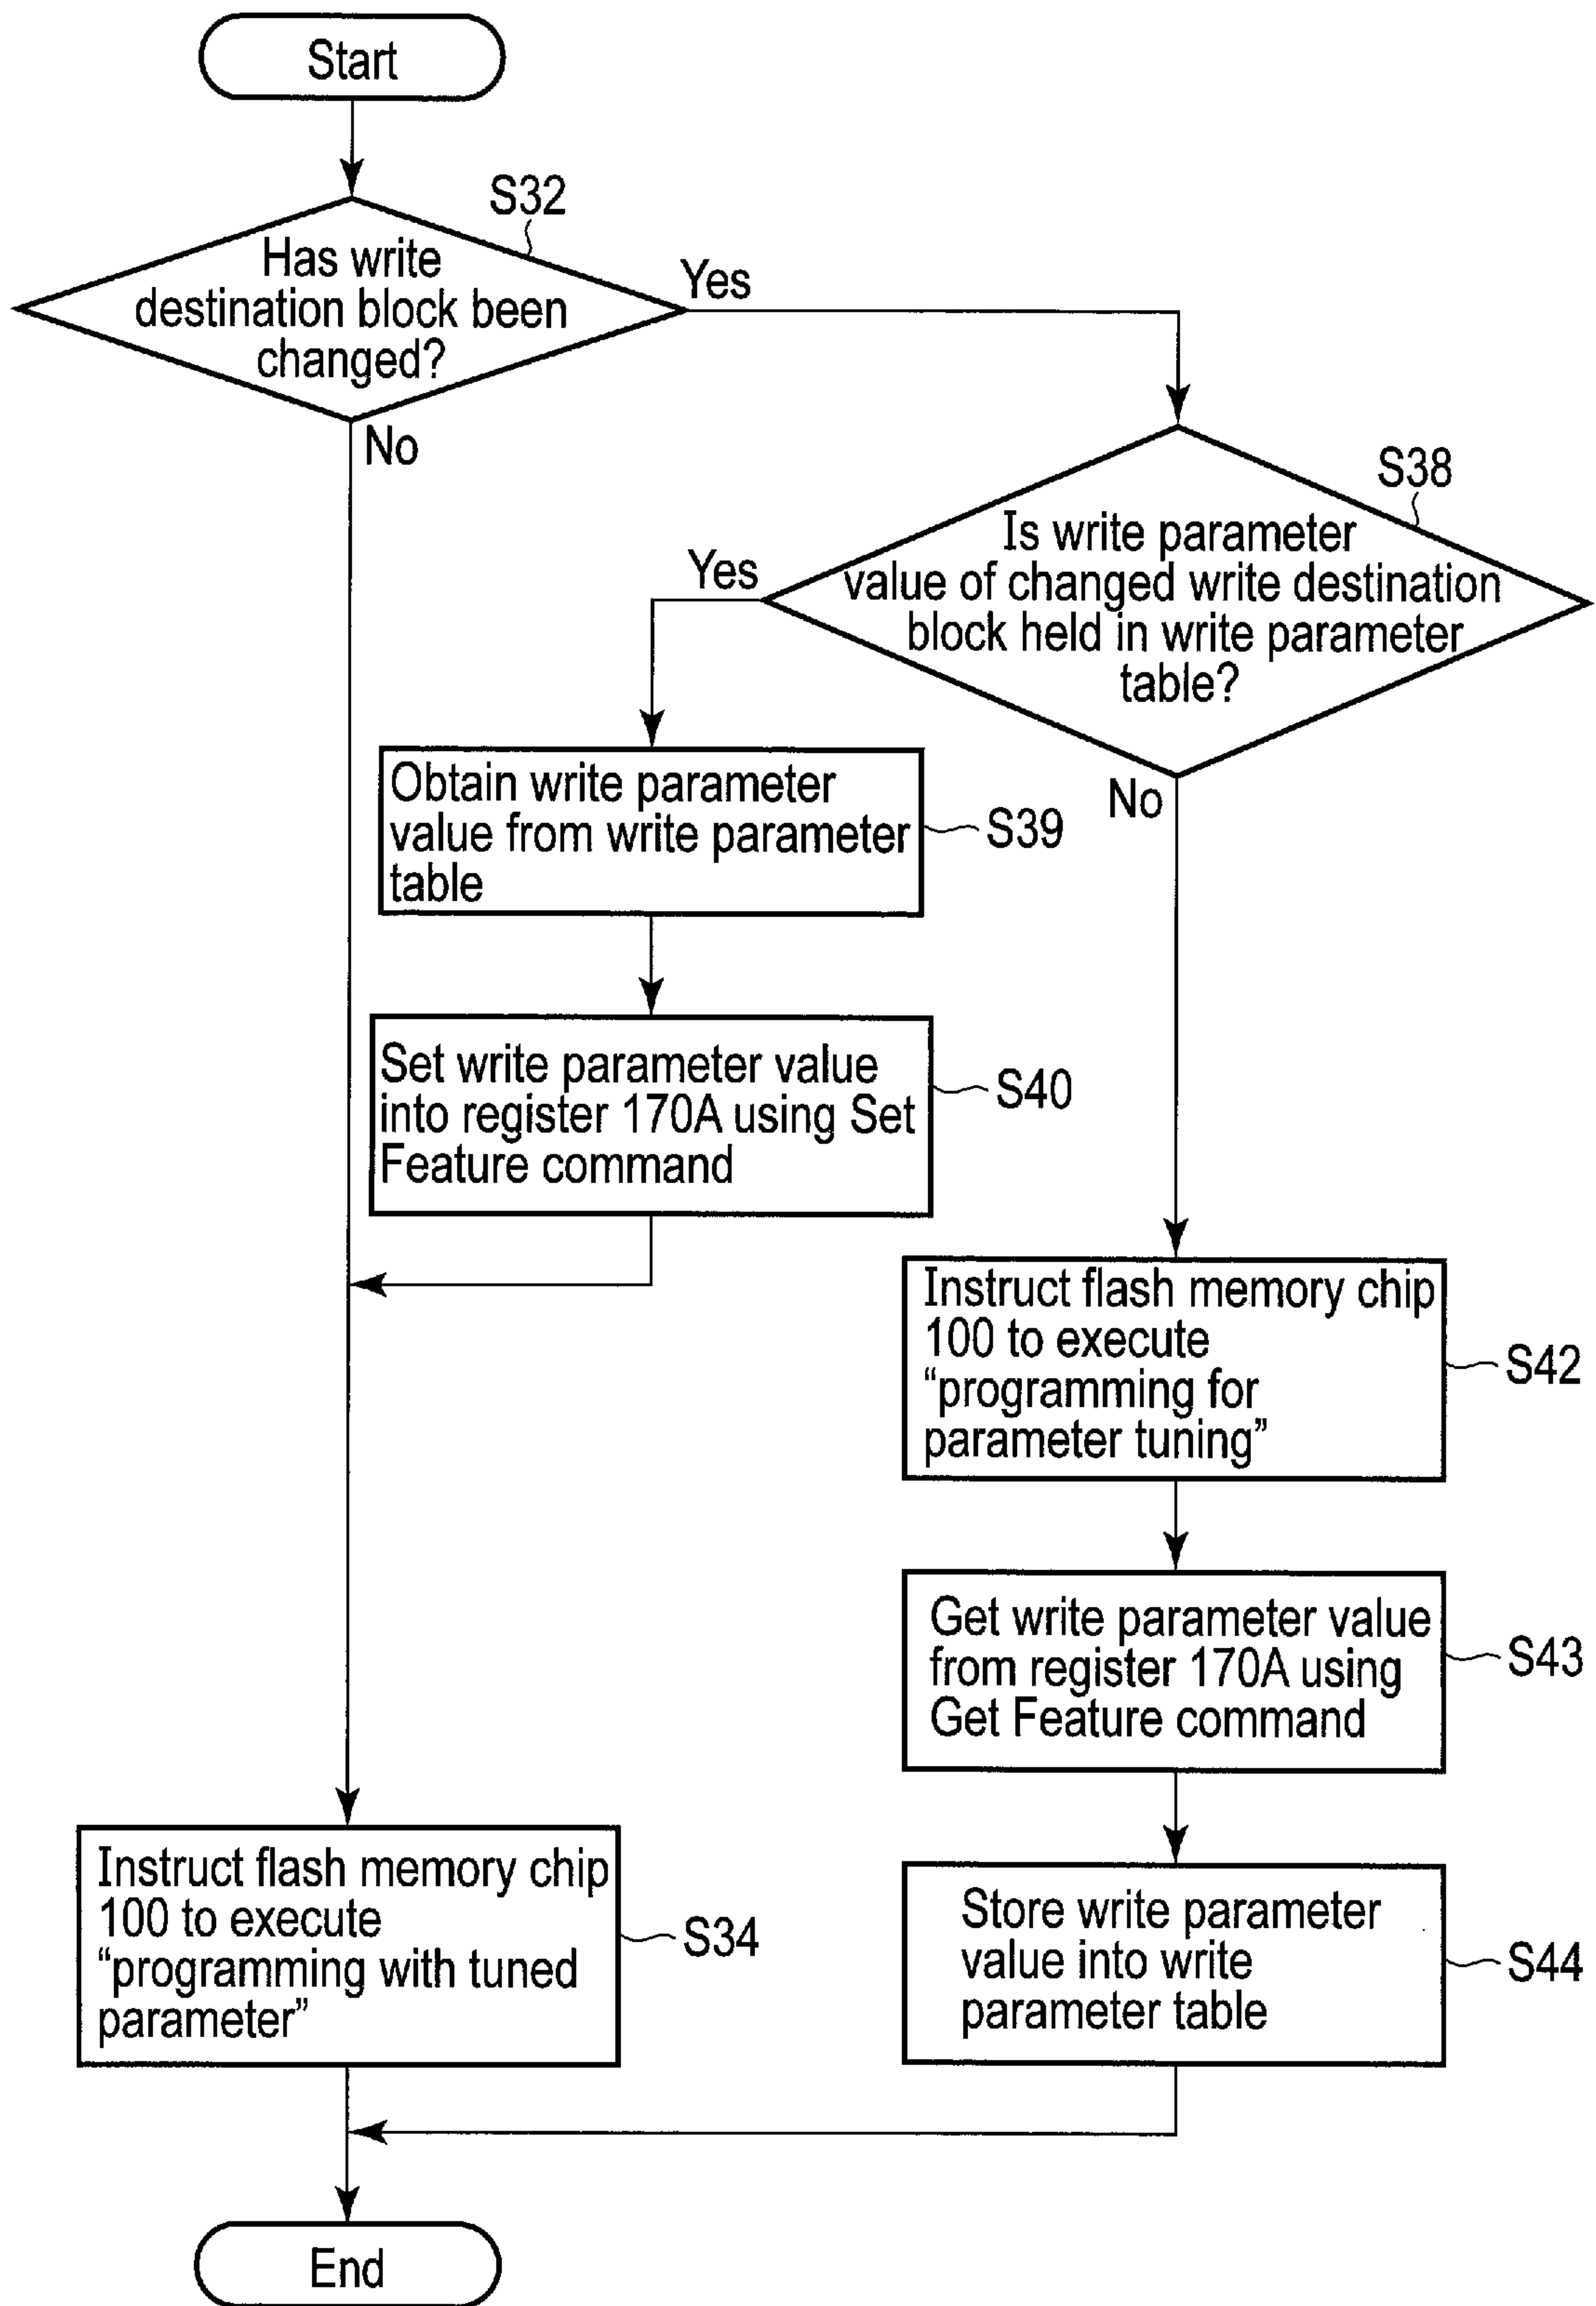 Start
S32
Has write
destination block been
changed?
Yes
No
S38
Is write parameter
value of changed write destination
block held in write parameter
table?
Yes
No
Obtain write parameter
value from write parameter
table
S39
Set write parameter value
into register 170A using Set
Feature command
S40
Instruct flash memory chip
100 to execute
“programming for
parameter tuning”
S42
Get write parameter value
from register 170A using
Get Feature command
S43
Instruct flash memory chip
100 to execute
“programming with tuned
parameter”
S34
Store write parameter
value into write
parameter table
S44
End